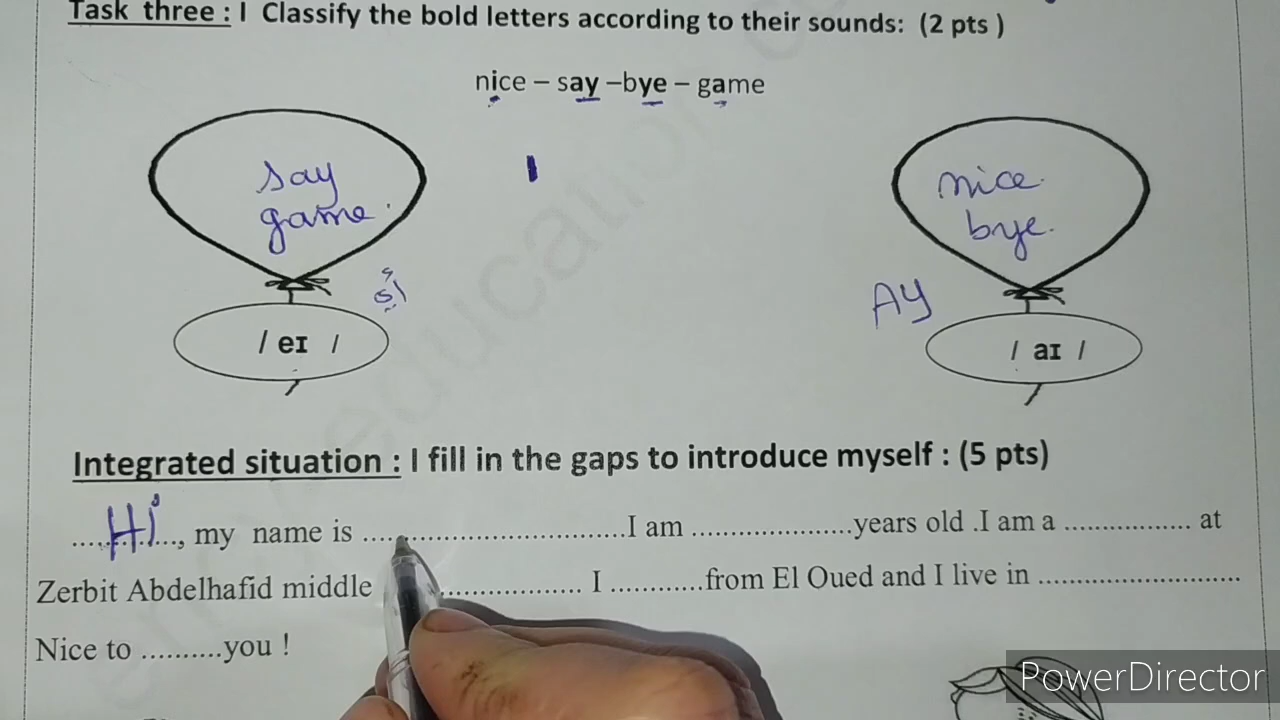 Task three : I Classify the bold letters according to their sounds: (2 pts )
nice – say –bye – game
say
game.
nice.
bye.
أي
AY
/ eɪ /
/ aɪ /
Integrated situation : I fill in the gaps to introduce myself : (5 pts)
....Hi....., my name is ..............................I am ....................years old .I am a ................ at
Zerbit Abdelhafid middle .................. I ............from El Oued and I live in ..........................
Nice to ..........you !
PowerDirector